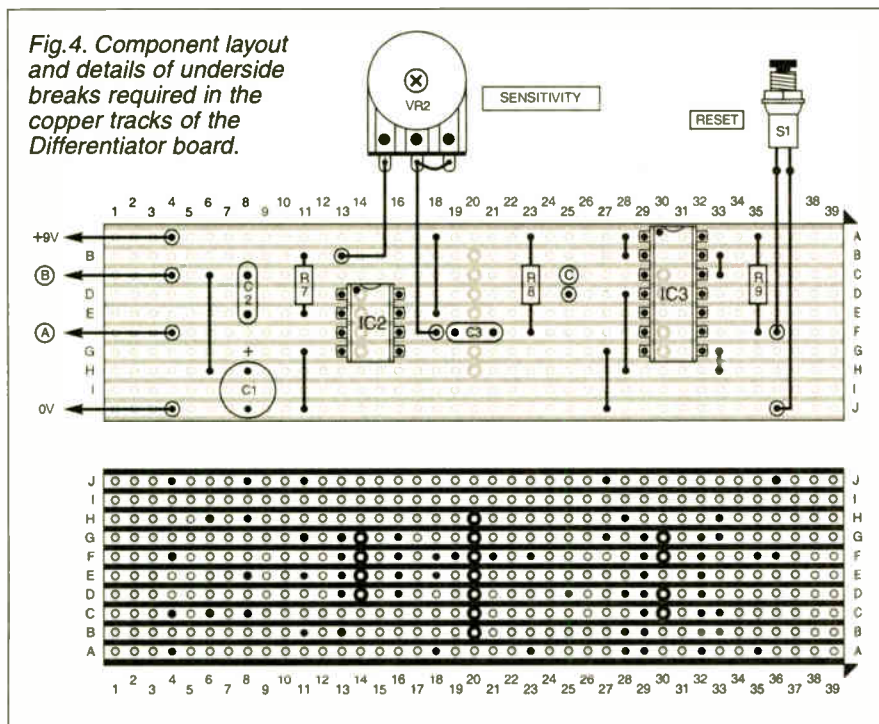 Fig.4. Component layout
and details of underside
breaks required in the
copper tracks of the
Differentiator board.
VR2
SENSITIVITY
RESET
S1
1 2 3 4 5 6 7 8 9 10 11 12 13 14 16 18 19 20 21 22 23 24 25 26 27 28 29 30 31 32 33 34 35 38 39
+9V
A
B
B
B
C
R7
C2
R8
C
IC3
R9
D
D
E
E
IC2
A
F
C3
G
G
+
H
H
I
I
C1
0V
J
J
J
I
I
H
H
G
G
F
F
E
E
D
D
C
C
B
B
A
A
1 2 3 4 5 6 7 8 9 10 11 12 13 14 15 16 17 18 19 20 21 22 23 24 25 26 27 28 29 30 31 32 33 34 35 36 37 38 39